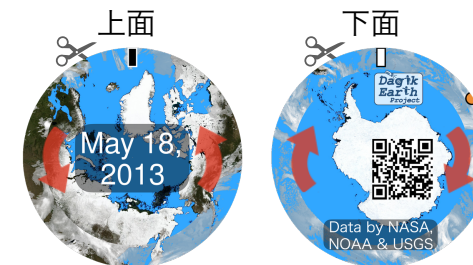 上面
下面
May 18,
2013
Dagik
Earth
Project
Data by NASA,
NOAA & USGS